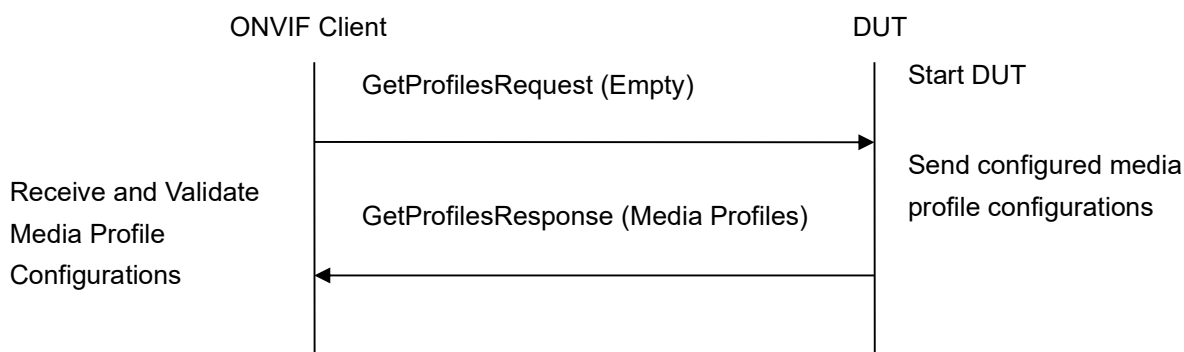 ONVIF Client
DUT
Start DUT
GetProfilesRequest (Empty)
Send configured media
profile configurations
Receive and Validate
Media Profile
Configurations
GetProfilesResponse (Media Profiles)